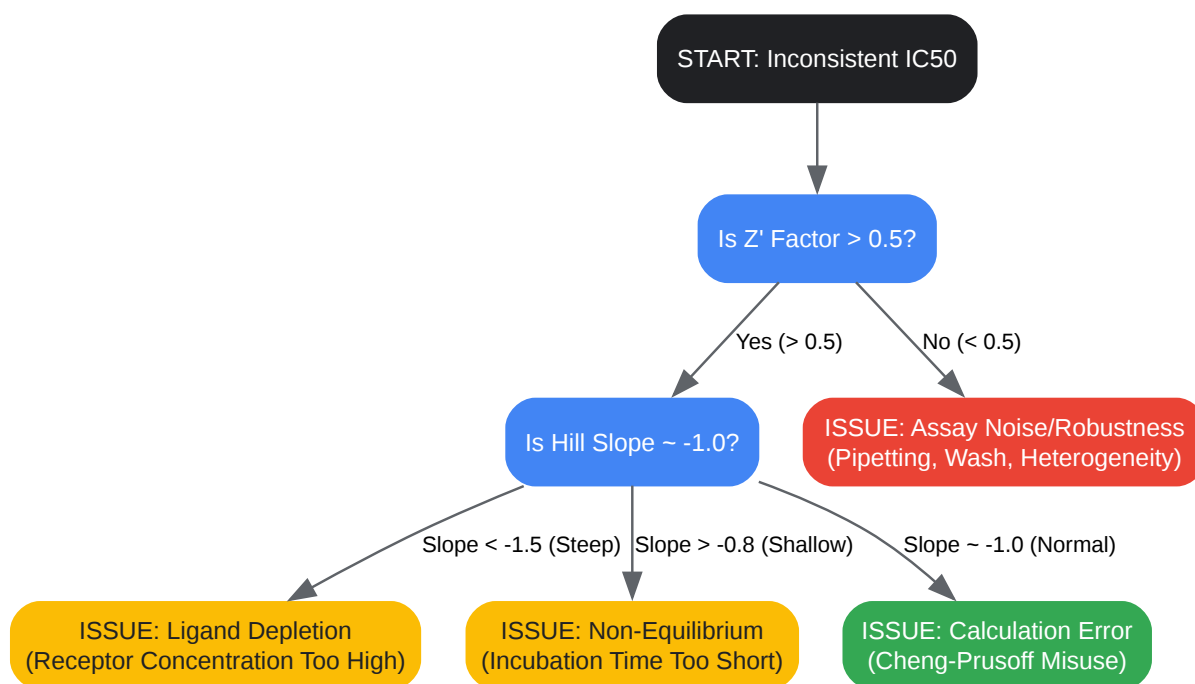 START: Inconsistent IC50
Is Z' Factor > 0.5?
Yes (> 0.5)
No (< 0.5)
Is Hill Slope ~ -1.0?
ISSUE: Assay Noise/Robustness
(Pipetting, Wash, Heterogeneity)
Slope < -1.5 (Steep)
Slope > -0.8 (Shallow)
Slope ~ -1.0 (Normal)
ISSUE: Ligand Depletion
(Receptor Concentration Too High)
ISSUE: Non-Equilibrium
(Incubation Time Too Short)
ISSUE: Calculation Error
(Cheng-Prusoff Misuse)